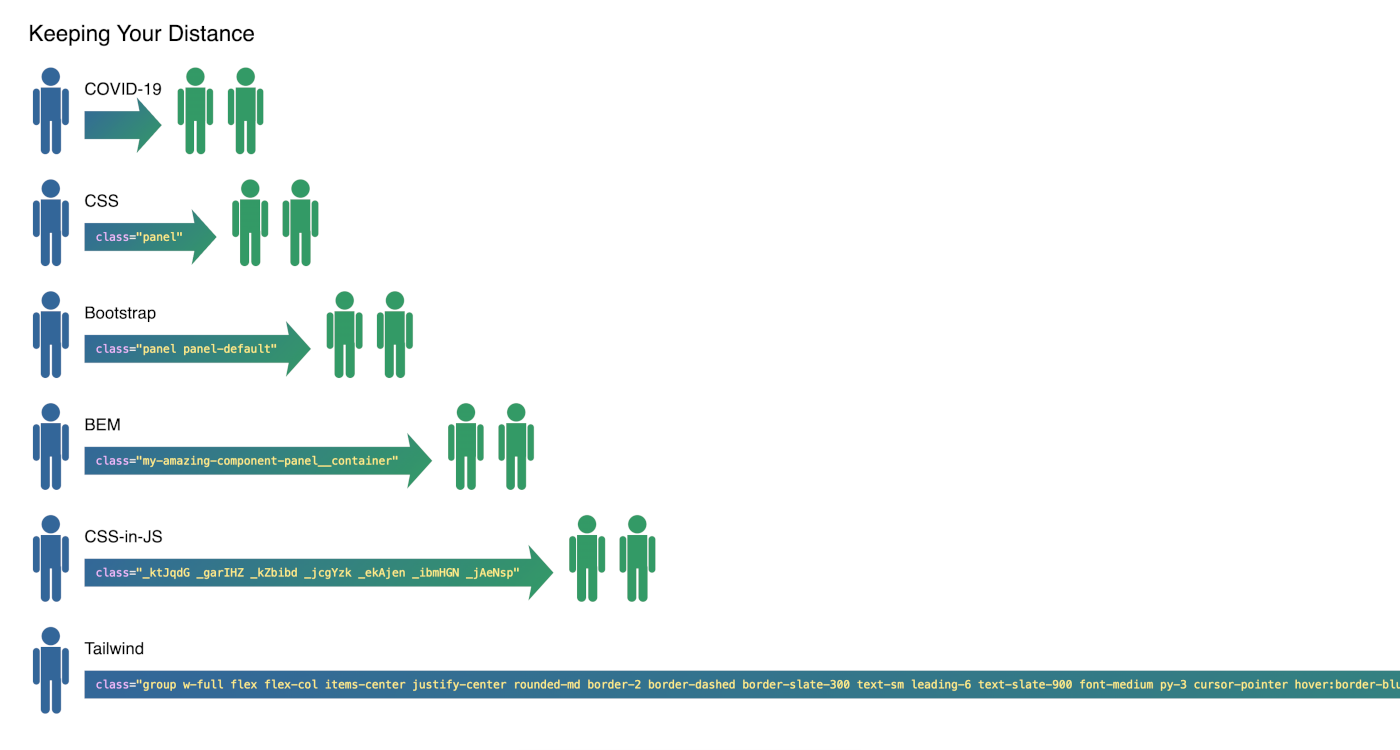 Keeping Your Distance
COVID-19
CSS
class="panel"
Bootstrap
class="panel panel-default"
BEM
class="my-amazing-component-panel__container"
CSS-in-JS
class="_ktJqdG _garIHZ _kZbibd _jcgYzk _ekAjen _ibmHGN _jAeNsp"
Tailwind
class="group w-full flex flex-col items-center justify-center rounded-md border-2 border-dashed border-slate-300 text-sm leading-6 text-slate-900 font-medium py-3 cursor-pointer hover:border-blu